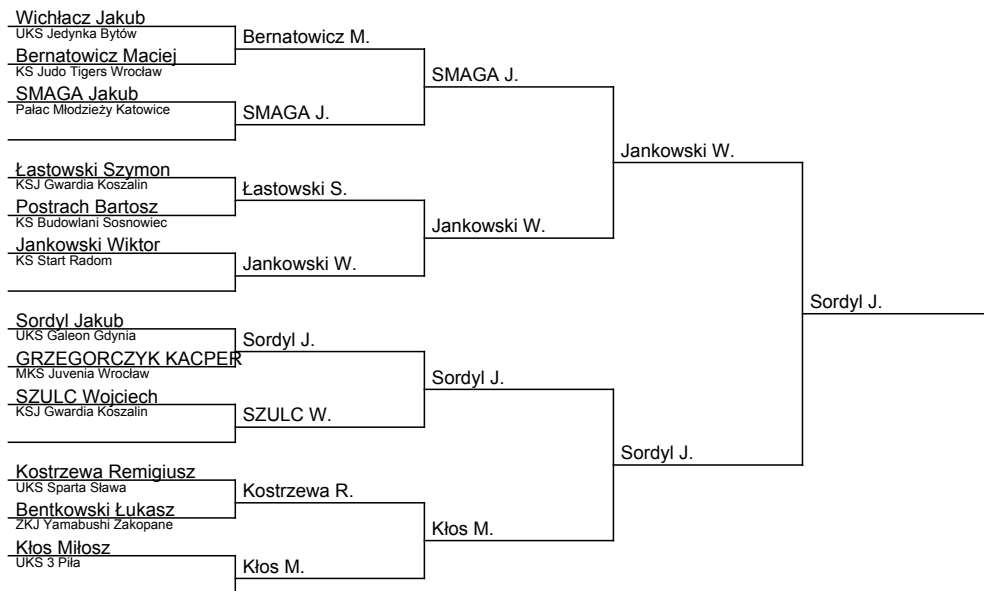 Wichłacz Jakub
UKS Jedynka Bytów
Bernatowicz M.
Bernatowicz Maciej
KS Judo Tigers Wrocław
SMAGA J.
SMAGA Jakub
Pałac Młodzieży Katowice
SMAGA J.
Jankowski W.
Łastowski Szymon
KSJ Gwardia Koszalin
Łastowski S.
Postrach Bartosz
KS Budowlani Sosnowiec
Jankowski W.
Jankowski Wiktor
KS Start Radom
Jankowski W.
Sordyl J.
Sordyl Jakub
UKS Galeon Gdynia
Sordyl J.
GRZEGORCZYK KACPER
MKS Juvenia Wrocław
Sordyl J.
SZULC Wojciech
KSJ Gwardia Koszalin
SZULC W.
Sordyl J.
Kostrzewa Remigiusz
UKS Sparta Sława
Kostrzewa R.
Bentkowski Łukasz
ZKJ Yamabushi Zakopane
Kłos M.
Kłos Miłosz
UKS 3 Piła
Kłos M.